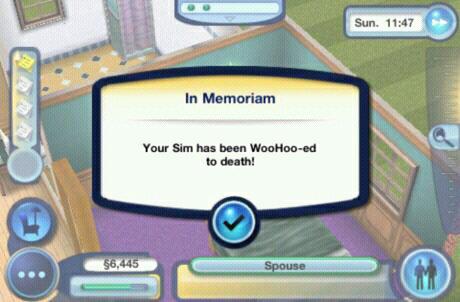 Sun. 11:47
In Memoriam
Your Sim has been WooHoo-ed
to death!
§6,445
Spouse